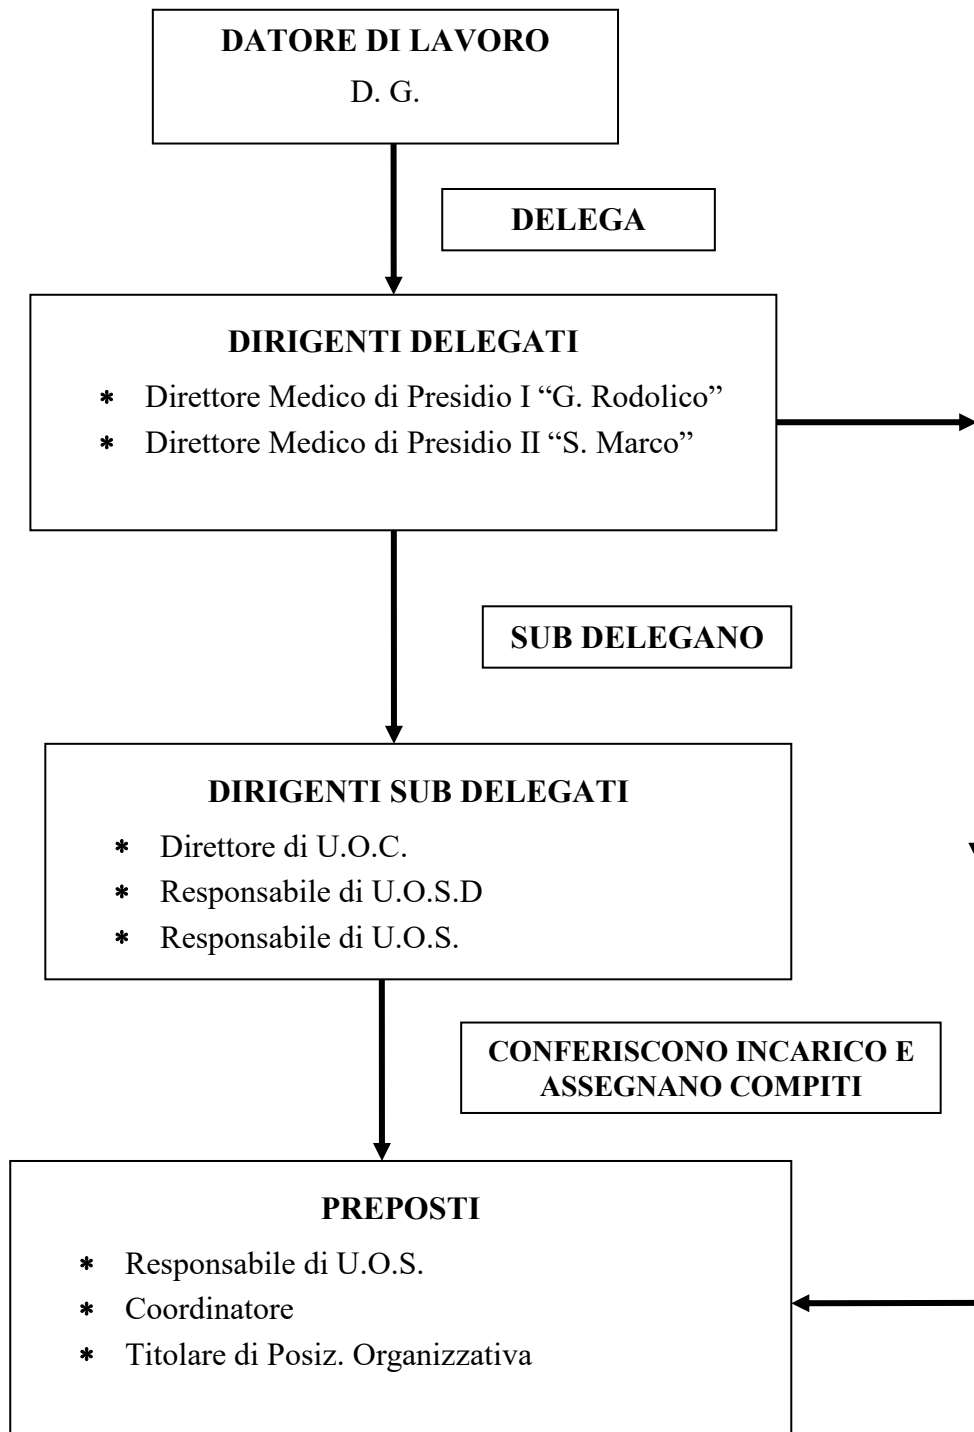 DATORE DI LAVORO
D. G.
DELEGA
DIRIGENTI DELEGATI
* Direttore Medico di Presidio I “G. Rodolico”
* Direttore Medico di Presidio II “S. Marco”
SUB DELEGANO
DIRIGENTI SUB DELEGATI
* Direttore di U.O.C.
* Responsabile di U.O.S.D
* Responsabile di U.O.S.
CONFERISCONO INCARICO E
ASSEGNANO COMPITI
PREPOSTI
* Responsabile di U.O.S.
* Coordinatore
* Titolare di Posiz. Organizzativa